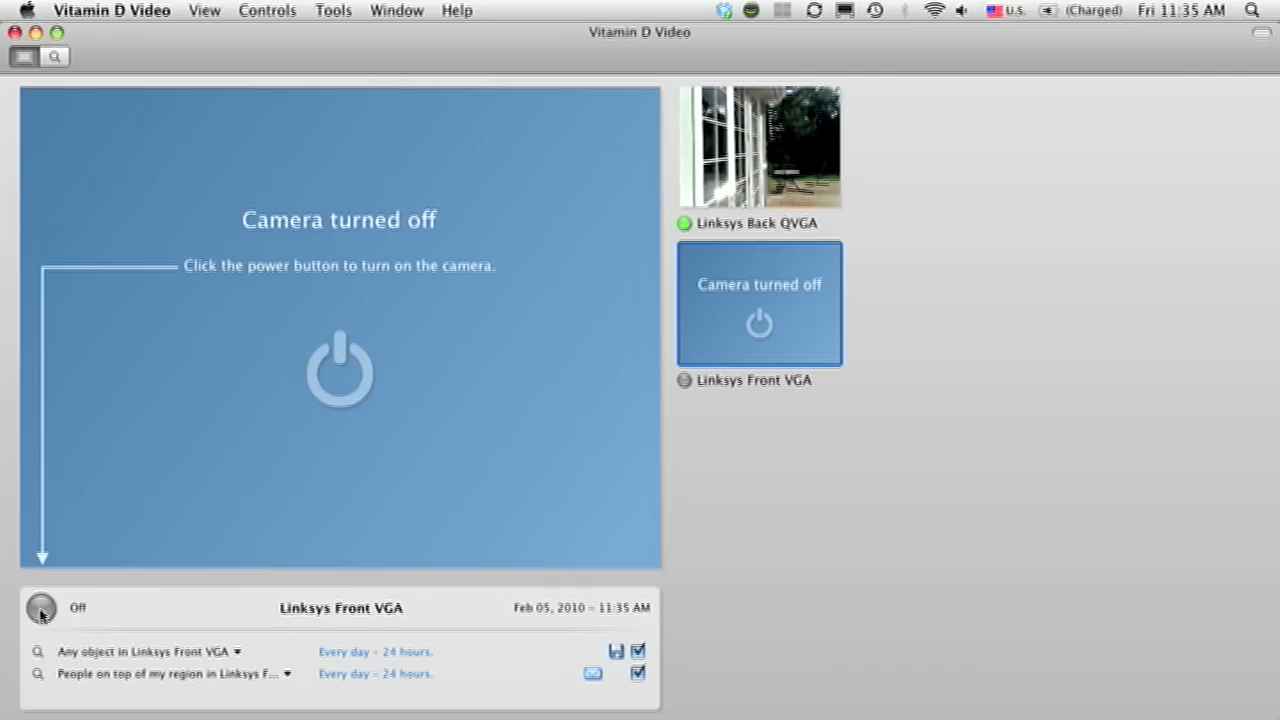 Vitamin D Video View Controls Tools Window Help U.S. (Charged) Fri 11:35 AM
Vitamin D Video
Camera turned off
Click the power button to turn on the camera.
Linksys Back QVGA
Camera turned off
Linksys Front VGA
Off Linksys Front VGA Feb 05, 2010 - 11:35 AM
Any object in Linksys Front VGA Every day - 24 hours.
People on top of my region in Linksys F... Every day - 24 hours.